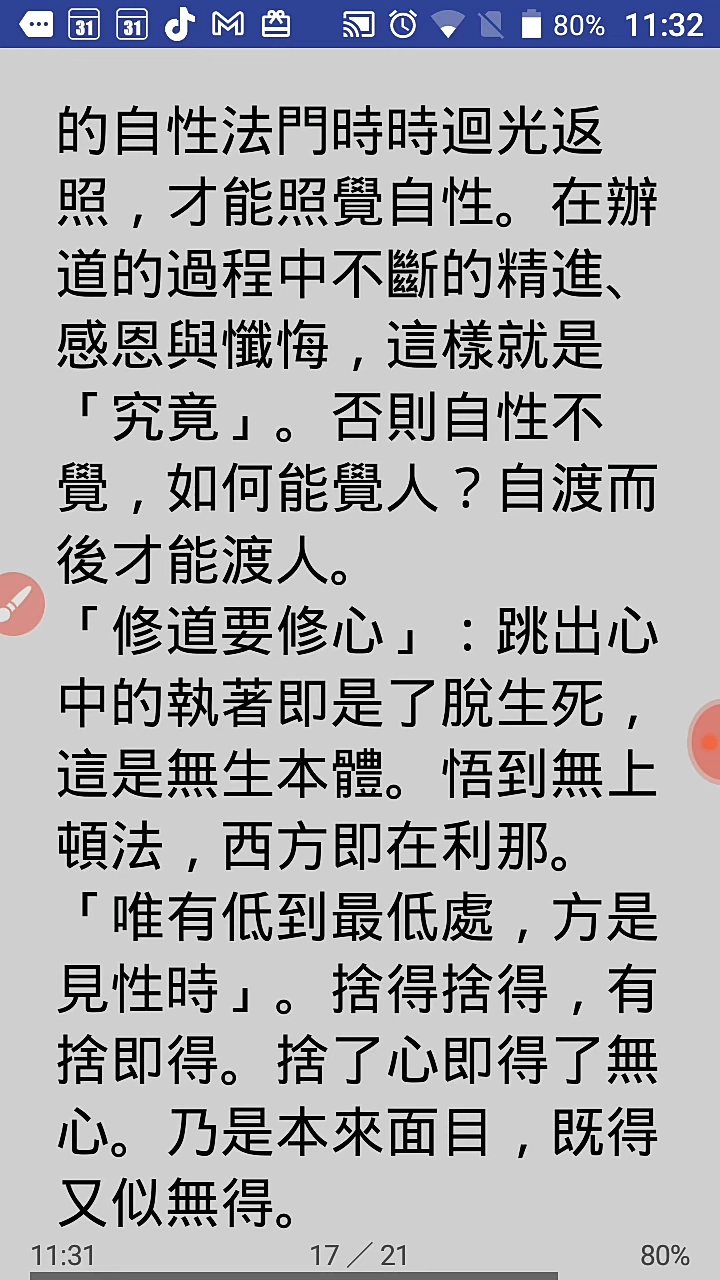 31 31 80% 11:32
的自性法門時時迴光返
照，才能照覺自性。在辦
道的過程中不斷的精進、
感恩與懺悔，這樣就是
「究竟」。否則自性不
覺，如何能覺人？自渡而
後才能渡人。
「修道要修心」：跳出心
中的執著即是了脫生死，
這是無生本體。悟到無上
頓法，西方即在利那。
「唯有低到最低處，方是
見性時」。捨得捨得，有
捨即得。捨了心即得了無
心。乃是本來面目，既得
又似無得。
11:31 17／21 80%